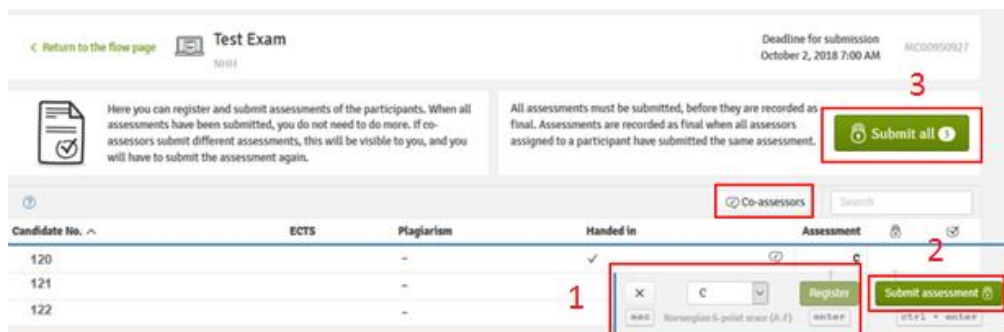 < Return to the flow page
Test Exam
NHH
Deadline for submission
October 2, 2018 7:00 AM
MC00950927
3
Here you can register and submit assessments of the participants. When all
assessments have been submitted, you do not need to do more. If co-
assessors submit different assessments, this will be visible to you, and you
will have to submit the assessment again.
All assessments must be submitted, before they are recorded as
final. Assessments are recorded as final when all assessors
assigned to a participant have submitted the same assessment.
Submit all 3
? Co-assessors Search
Candidate No. ECTS Plagiarism Handed in Assessment
2
120 - ✓ C
121 -
1 × C Register Submit assessment
122 -
esc Norwegian 6-point scale (A-F) enter ctrl + enter